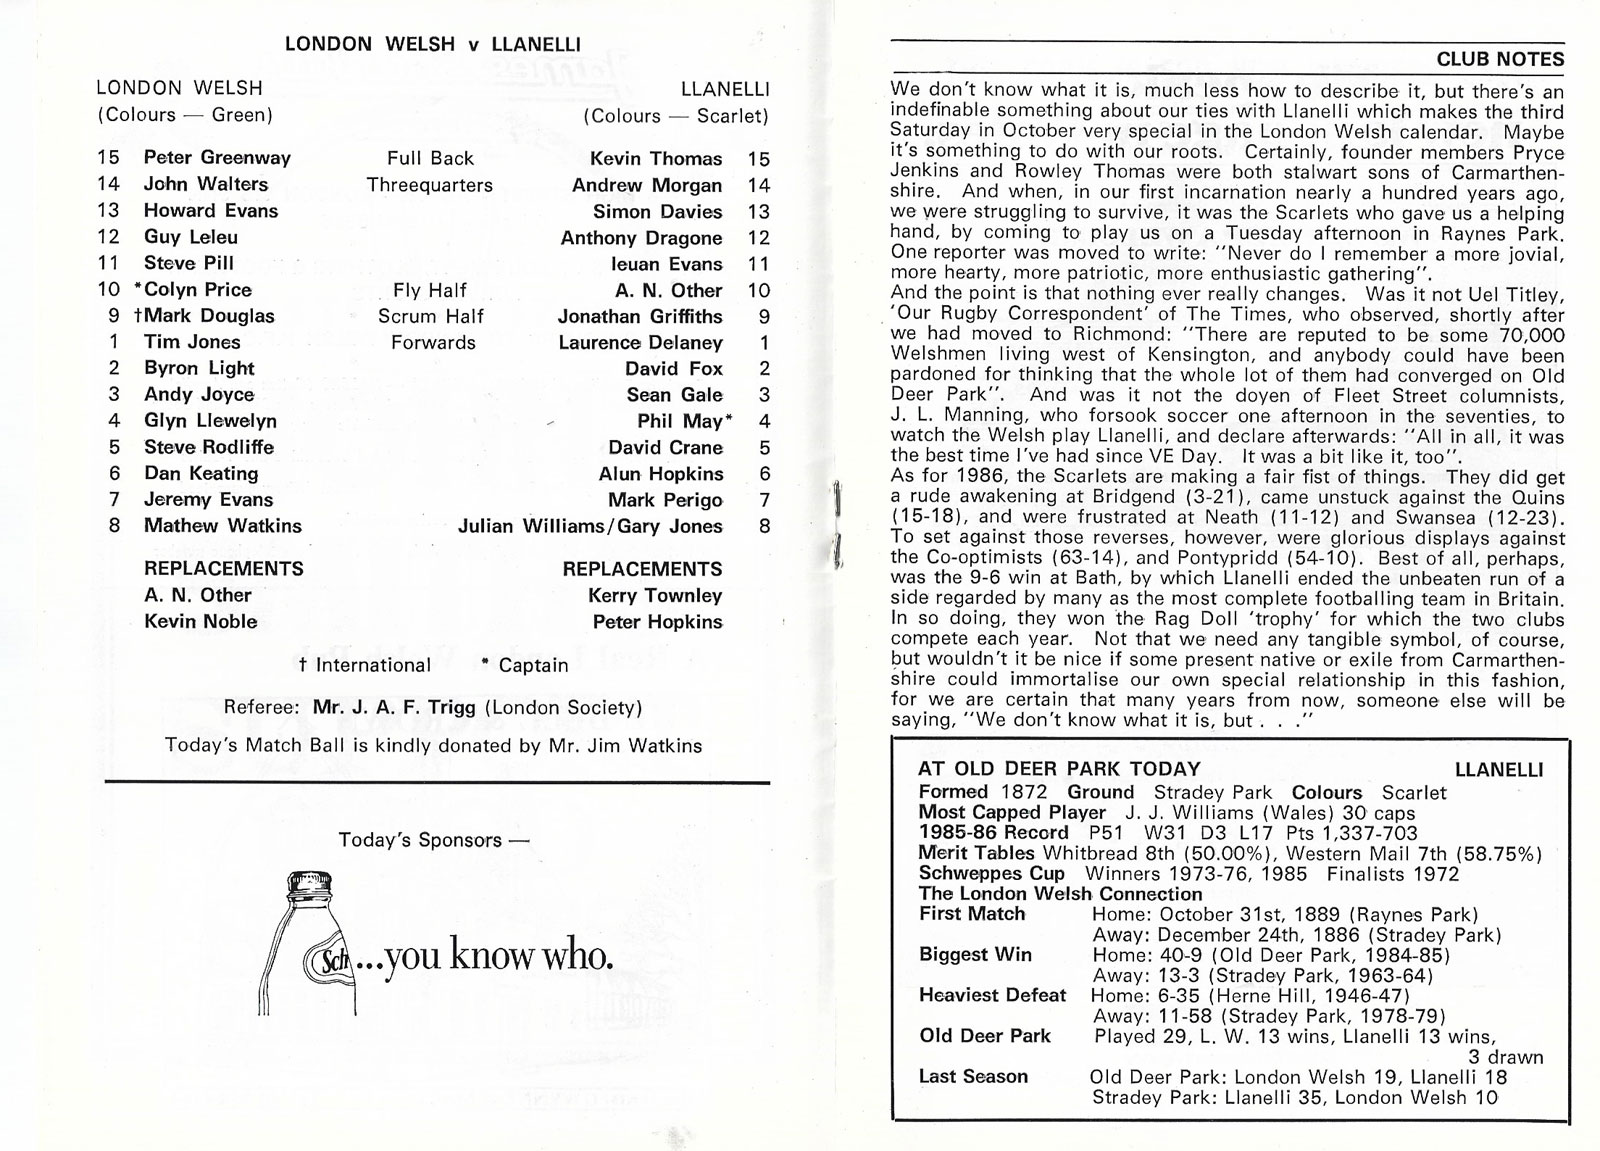 LONDON WELSH v LLANELLI
LONDON WELSH LLANELLI
(Colours — Green) (Colours — Scarlet)
15 Peter Greenway Full Back Kevin Thomas 15
14 John Walters Threequarters Andrew Morgan 14
13 Howard Evans Simon Davies 13
12 Guy Leleu Anthony Dragone 12
11 Steve Pill Ieuan Evans 11
10 *Colyn Price Fly Half A. N. Other 10
9 †Mark Douglas Scrum Half Jonathan Griffiths 9
1 Tim Jones Forwards Laurence Delaney 1
2 Byron Light David Fox 2
3 Andy Joyce Sean Gale 3
4 Glyn Llewelyn Phil May* 4
5 Steve Rodliffe David Crane 5
6 Dan Keating Alun Hopkins 6
7 Jeremy Evans Mark Perigo 7
8 Mathew Watkins Julian Williams/Gary Jones 8
REPLACEMENTS REPLACEMENTS
A. N. Other Kerry Townley
Kevin Noble Peter Hopkins
† International * Captain
Referee: Mr. J. A. F. Trigg (London Society)
Today's Match Ball is kindly donated by Mr. Jim Watkins
Today's Sponsors —
Sch ...you know who.
CLUB NOTES
We don't know what it is, much less how to describe it, but there's an
indefinable something about our ties with Llanelli which makes the third
Saturday in October very special in the London Welsh calendar. Maybe
it's something to do with our roots. Certainly, founder members Pryce
Jenkins and Rowley Thomas were both stalwart sons of Carmarthen-
shire. And when, in our first incarnation nearly a hundred years ago,
we were struggling to survive, it was the Scarlets who gave us a helping
hand, by coming to play us on a Tuesday afternoon in Raynes Park.
One reporter was moved to write: "Never do I remember a more jovial,
more hearty, more patriotic, more enthusiastic gathering".
And the point is that nothing ever really changes. Was it not Uel Titley,
'Our Rugby Correspondent' of The Times, who observed, shortly after
we had moved to Richmond: "There are reputed to be some 70,000
Welshmen living west of Kensington, and anybody could have been
pardoned for thinking that the whole lot of them had converged on Old
Deer Park". And was it not the doyen of Fleet Street columnists,
J. L. Manning, who forsook soccer one afternoon in the seventies, to
watch the Welsh play Llanelli, and declare afterwards: "All in all, it was
the best time I've had since VE Day. It was a bit like it, too".
As for 1986, the Scarlets are making a fair fist of things. They did get
a rude awakening at Bridgend (3-21), came unstuck against the Quins
(15-18), and were frustrated at Neath (11-12) and Swansea (12-23).
To set against those reverses, however, were glorious displays against
the Co-optimists (63-14), and Pontypridd (54-10). Best of all, perhaps,
was the 9-6 win at Bath, by which Llanelli ended the unbeaten run of a
side regarded by many as the most complete footballing team in Britain.
In so doing, they won the Rag Doll 'trophy' for which the two clubs
compete each year. Not that we need any tangible symbol, of course,
but wouldn't it be nice if some present native or exile from Carmarthen-
shire could immortalise our own special relationship in this fashion,
for we are certain that many years from now, someone else will be
saying, "We don't know what it is, but . . ."
AT OLD DEER PARK TODAY LLANELLI
Formed 1872 Ground Stradey Park Colours Scarlet
Most Capped Player J. J. Williams (Wales) 30 caps
1985-86 Record P51 W31 D3 L17 Pts 1,337-703
Merit Tables Whitbread 8th (50.00%), Western Mail 7th (58.75%)
Schweppes Cup Winners 1973-76, 1985 Finalists 1972
The London Welsh Connection
First Match Home: October 31st, 1889 (Raynes Park)
Away: December 24th, 1886 (Stradey Park)
Biggest Win Home: 40-9 (Old Deer Park, 1984-85)
Away: 13-3 (Stradey Park, 1963-64)
Heaviest Defeat Home: 6-35 (Herne Hill, 1946-47)
Away: 11-58 (Stradey Park, 1978-79)
Old Deer Park Played 29, L. W. 13 wins, Llanelli 13 wins,
3 drawn
Last Season Old Deer Park: London Welsh 19, Llanelli 18
Stradey Park: Llanelli 35, London Welsh 10